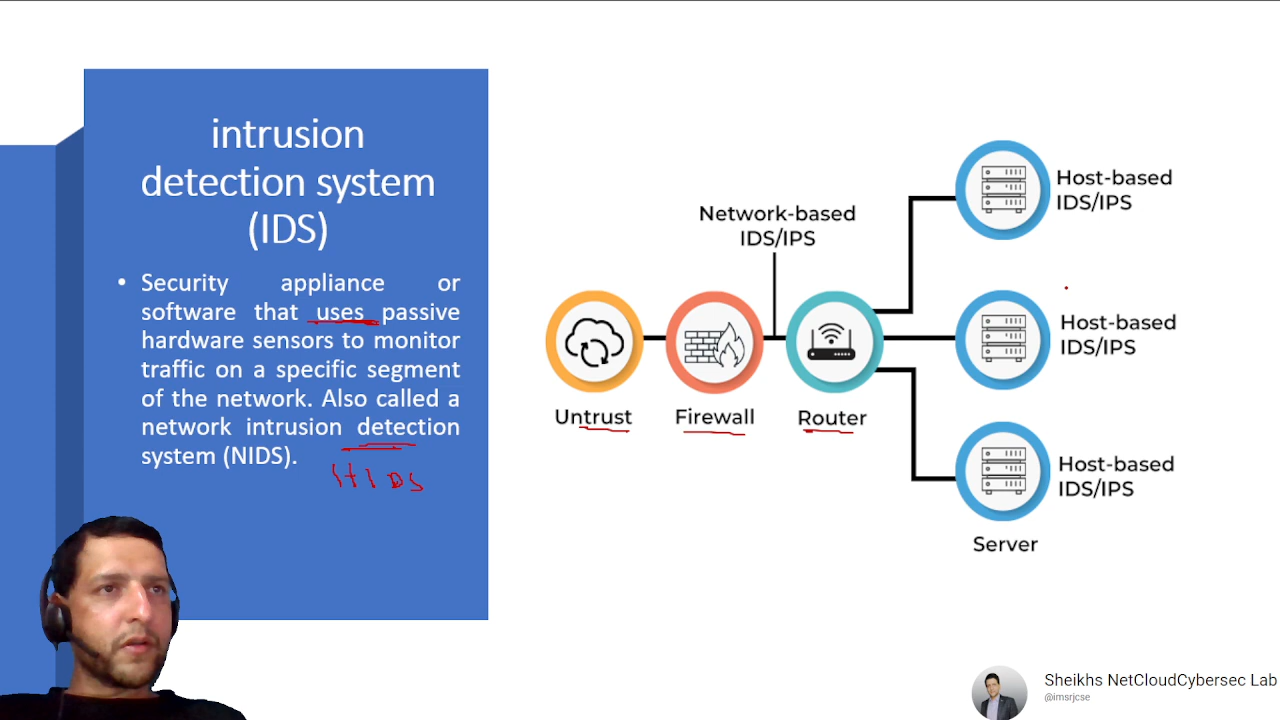 intrusion
detection system
(IDS)
• Security appliance or
software that uses passive
hardware sensors to monitor
traffic on a specific segment
of the network. Also called a
network intrusion detection
system (NIDS).
HIDS
Network-based
IDS/IPS
Untrust
Firewall
Router
Host-based
IDS/IPS
Host-based
IDS/IPS
Host-based
IDS/IPS
Server
Sheikhs NetCloudCybersec Lab
@imsrjcse